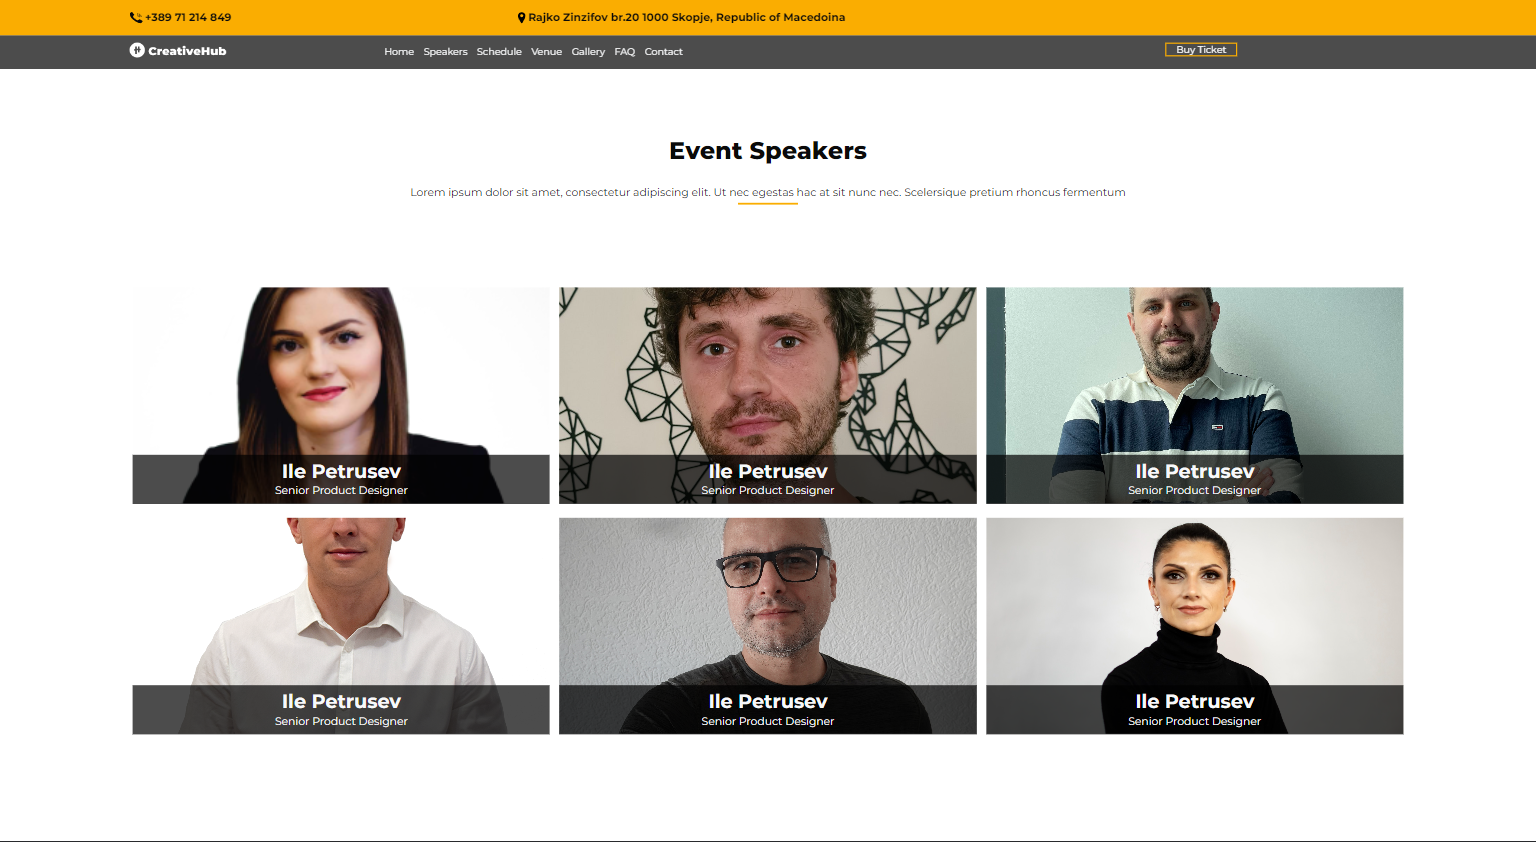 +389 71 214 849
Rajko Zinzifov br.20 1000 Skopje, Republic of Macedoina
CreativeHub
Home Speakers Schedule Venue Gallery FAQ Contact
Buy Ticket
Event Speakers
Lorem ipsum dolor sit amet, consectetur adipiscing elit. Ut nec egestas hac at sit nunc nec. Scelersique pretium rhoncus fermentum
Ile Petrusev
Senior Product Designer
Ile Petrusev
Senior Product Designer
Ile Petrusev
Senior Product Designer
Ile Petrusev
Senior Product Designer
Ile Petrusev
Senior Product Designer
Ile Petrusev
Senior Product Designer